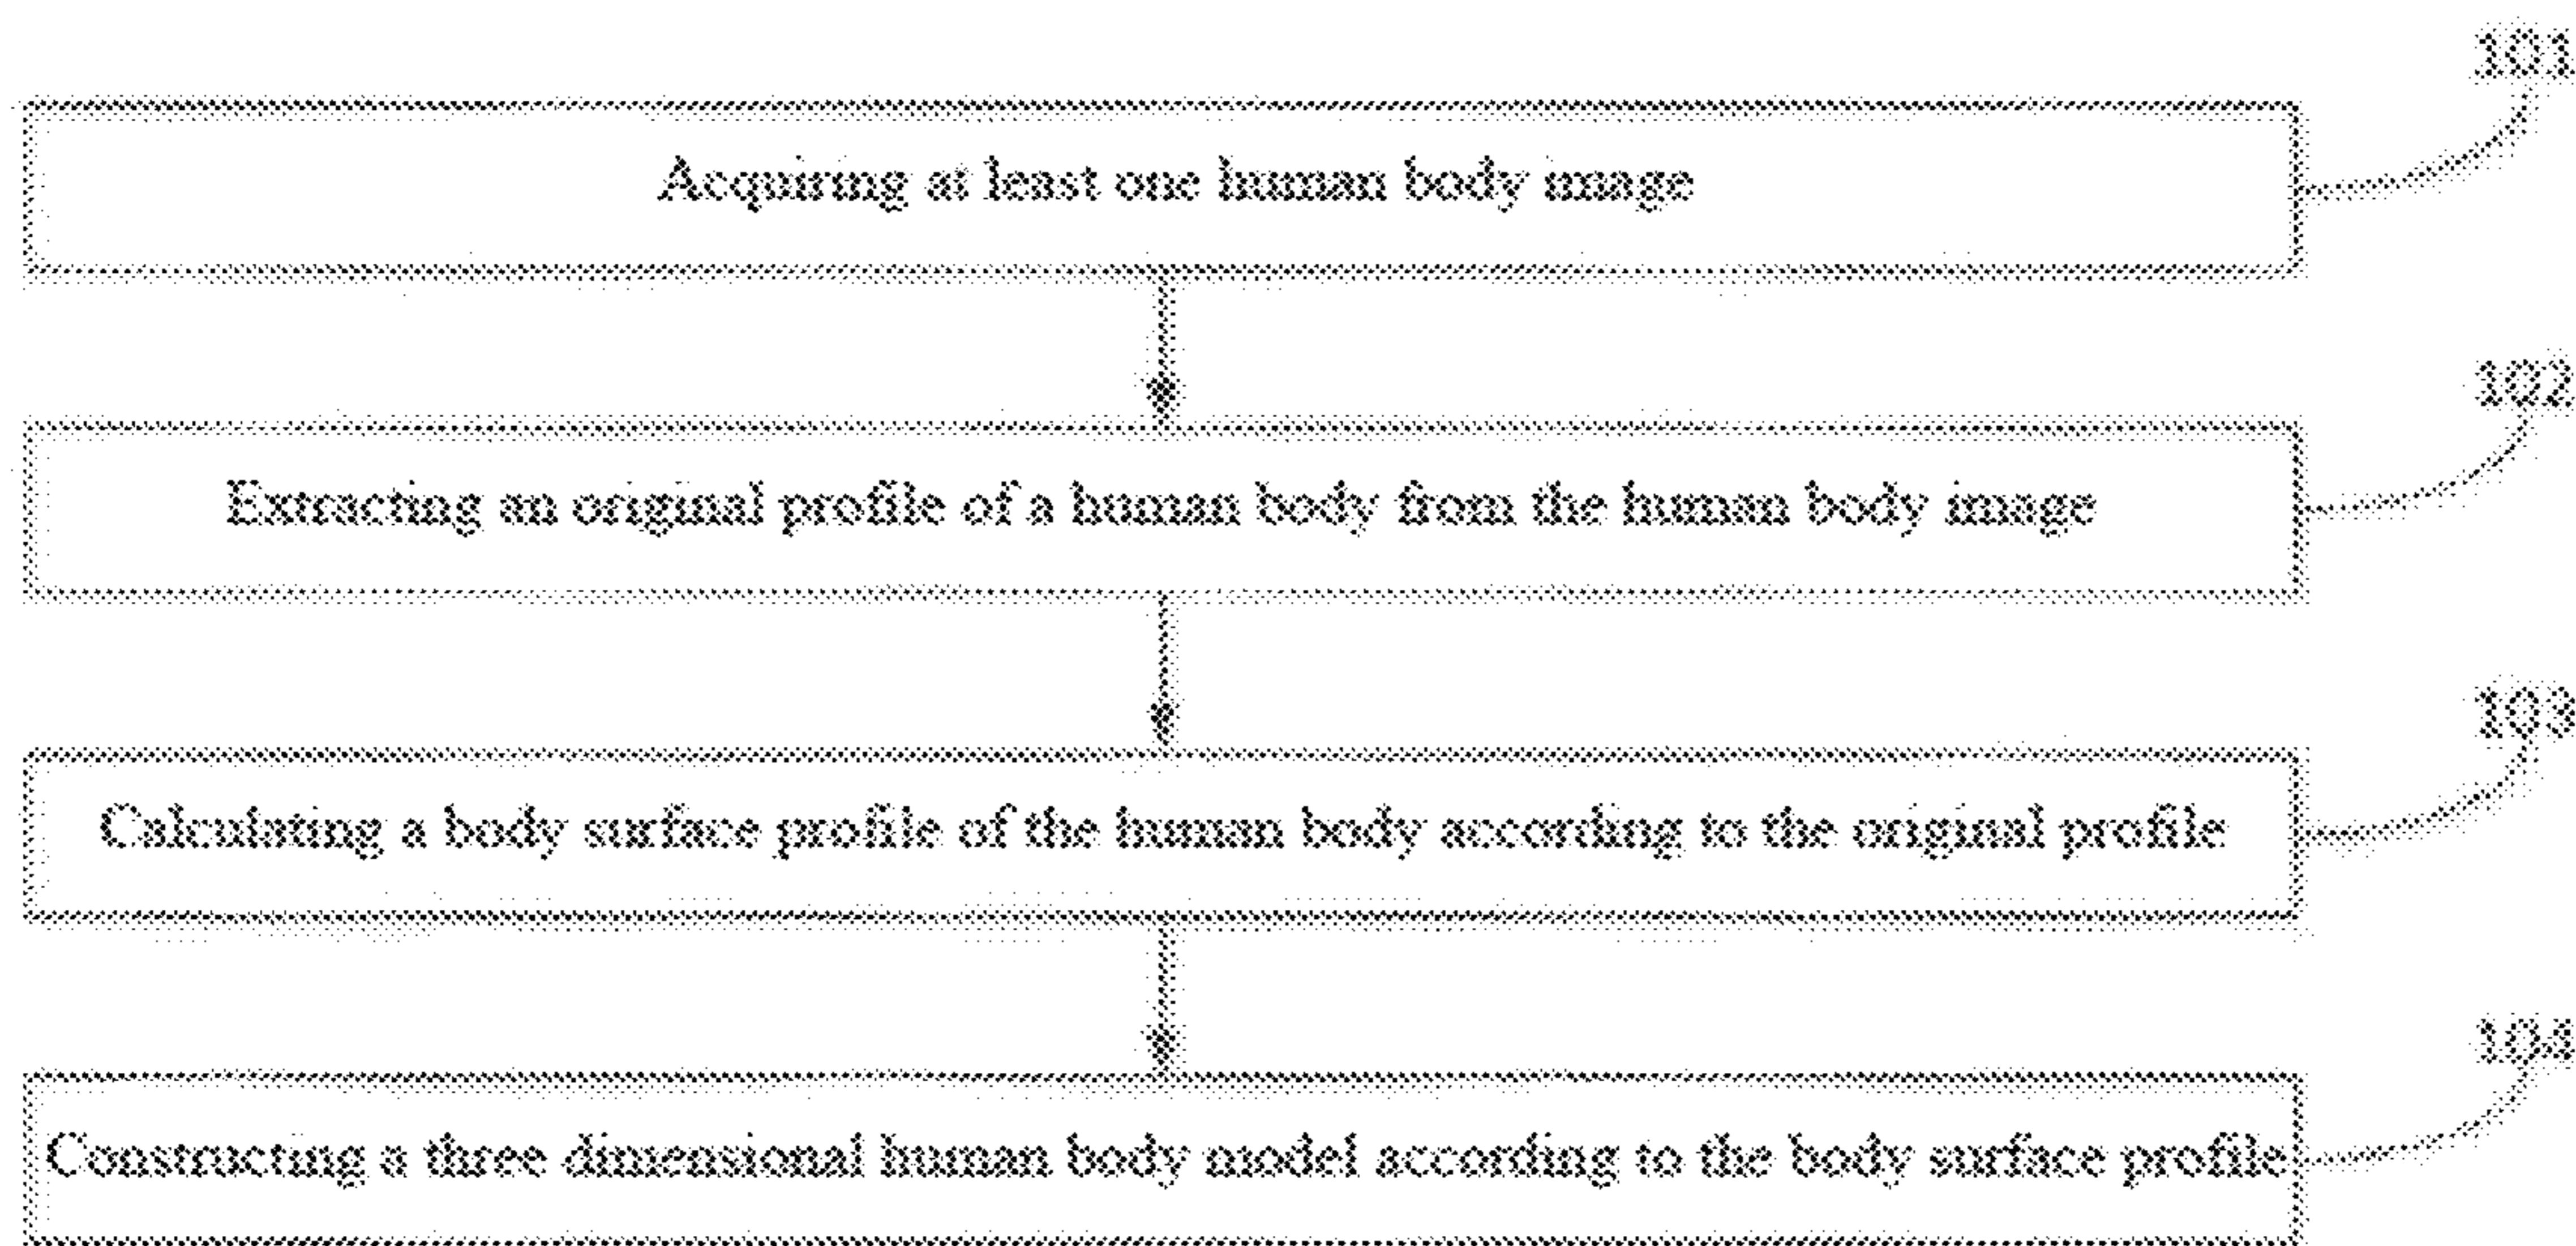 101
Acquiring at least one human body image
102
Extracting an original profile of a human body from the human body image
103
Calculating a body surface profile of the human body according to the original profile
104
Constructing a three dimensional human body model according to the body surface profile